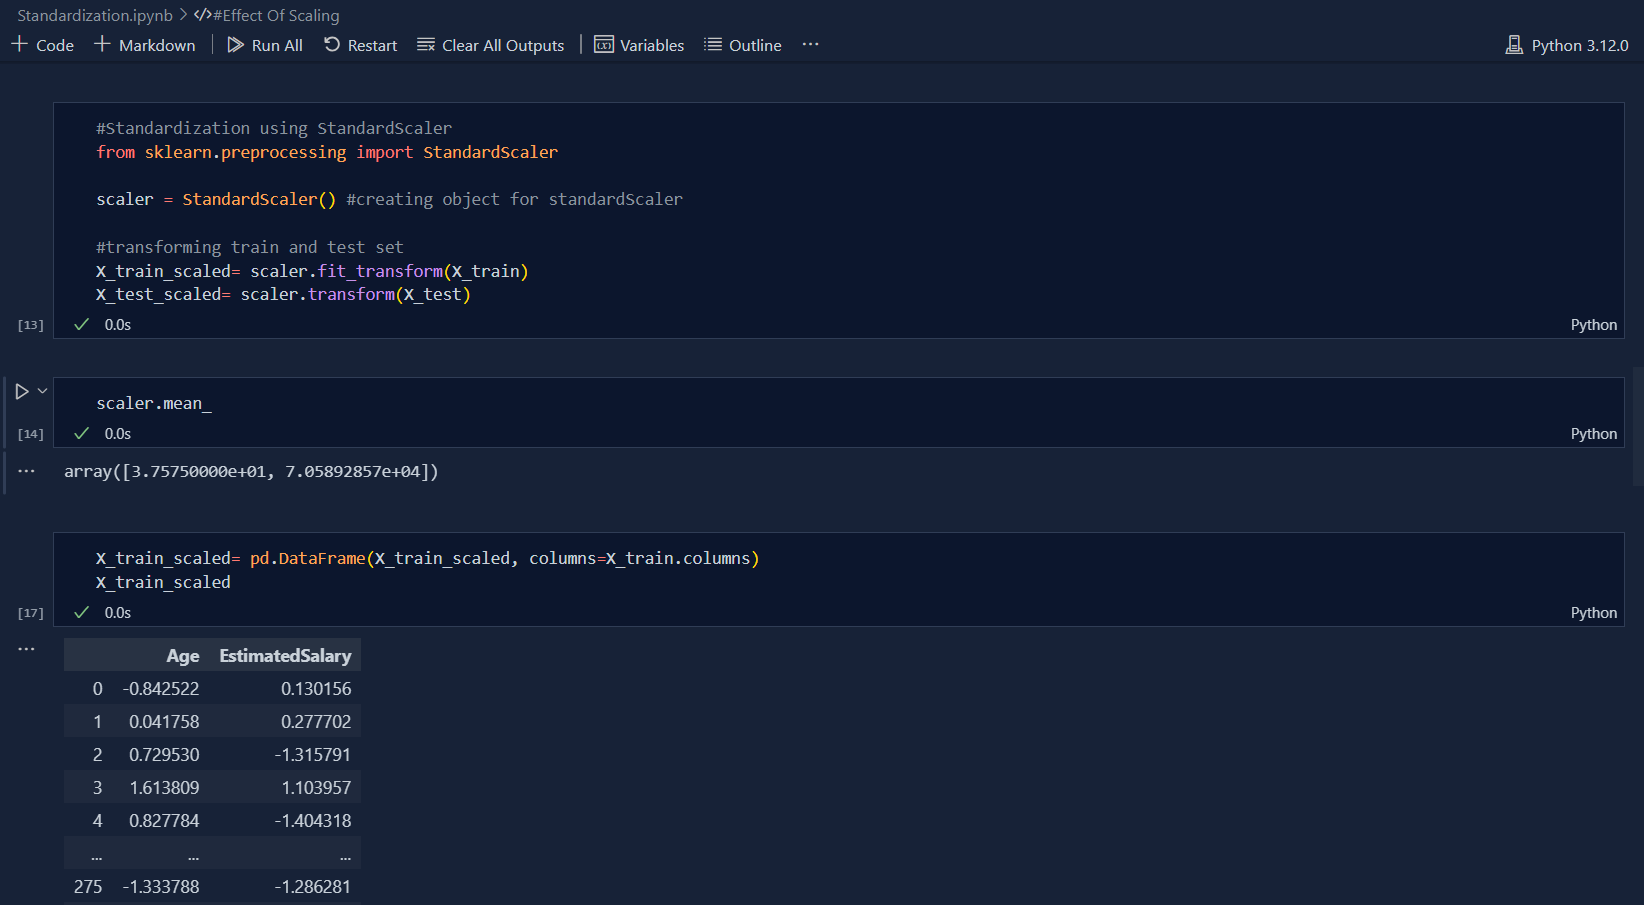 Standardization.ipynb > </>#Effect Of Scaling
+ Code + Markdown | Run All Restart Clear All Outputs | Variables Outline ... Python 3.12.0
#Standardization using StandardScaler
from sklearn.preprocessing import StandardScaler
scaler = StandardScaler() #creating object for standardScaler
#transforming train and test set
X_train_scaled= scaler.fit_transform(X_train)
X_test_scaled= scaler.transform(X_test)
[13] ✓ 0.0s Python
scaler.mean_
[14] ✓ 0.0s Python
... array([3.75750000e+01, 7.05892857e+04])
X_train_scaled= pd.DataFrame(X_train_scaled, columns=X_train.columns)
X_train_scaled
[17] ✓ 0.0s Python
...
Age EstimatedSalary
0 -0.842522 0.130156
1 0.041758 0.277702
2 0.729530 -1.315791
3 1.613809 1.103957
4 0.827784 -1.404318
... ... ...
275 -1.333788 -1.286281